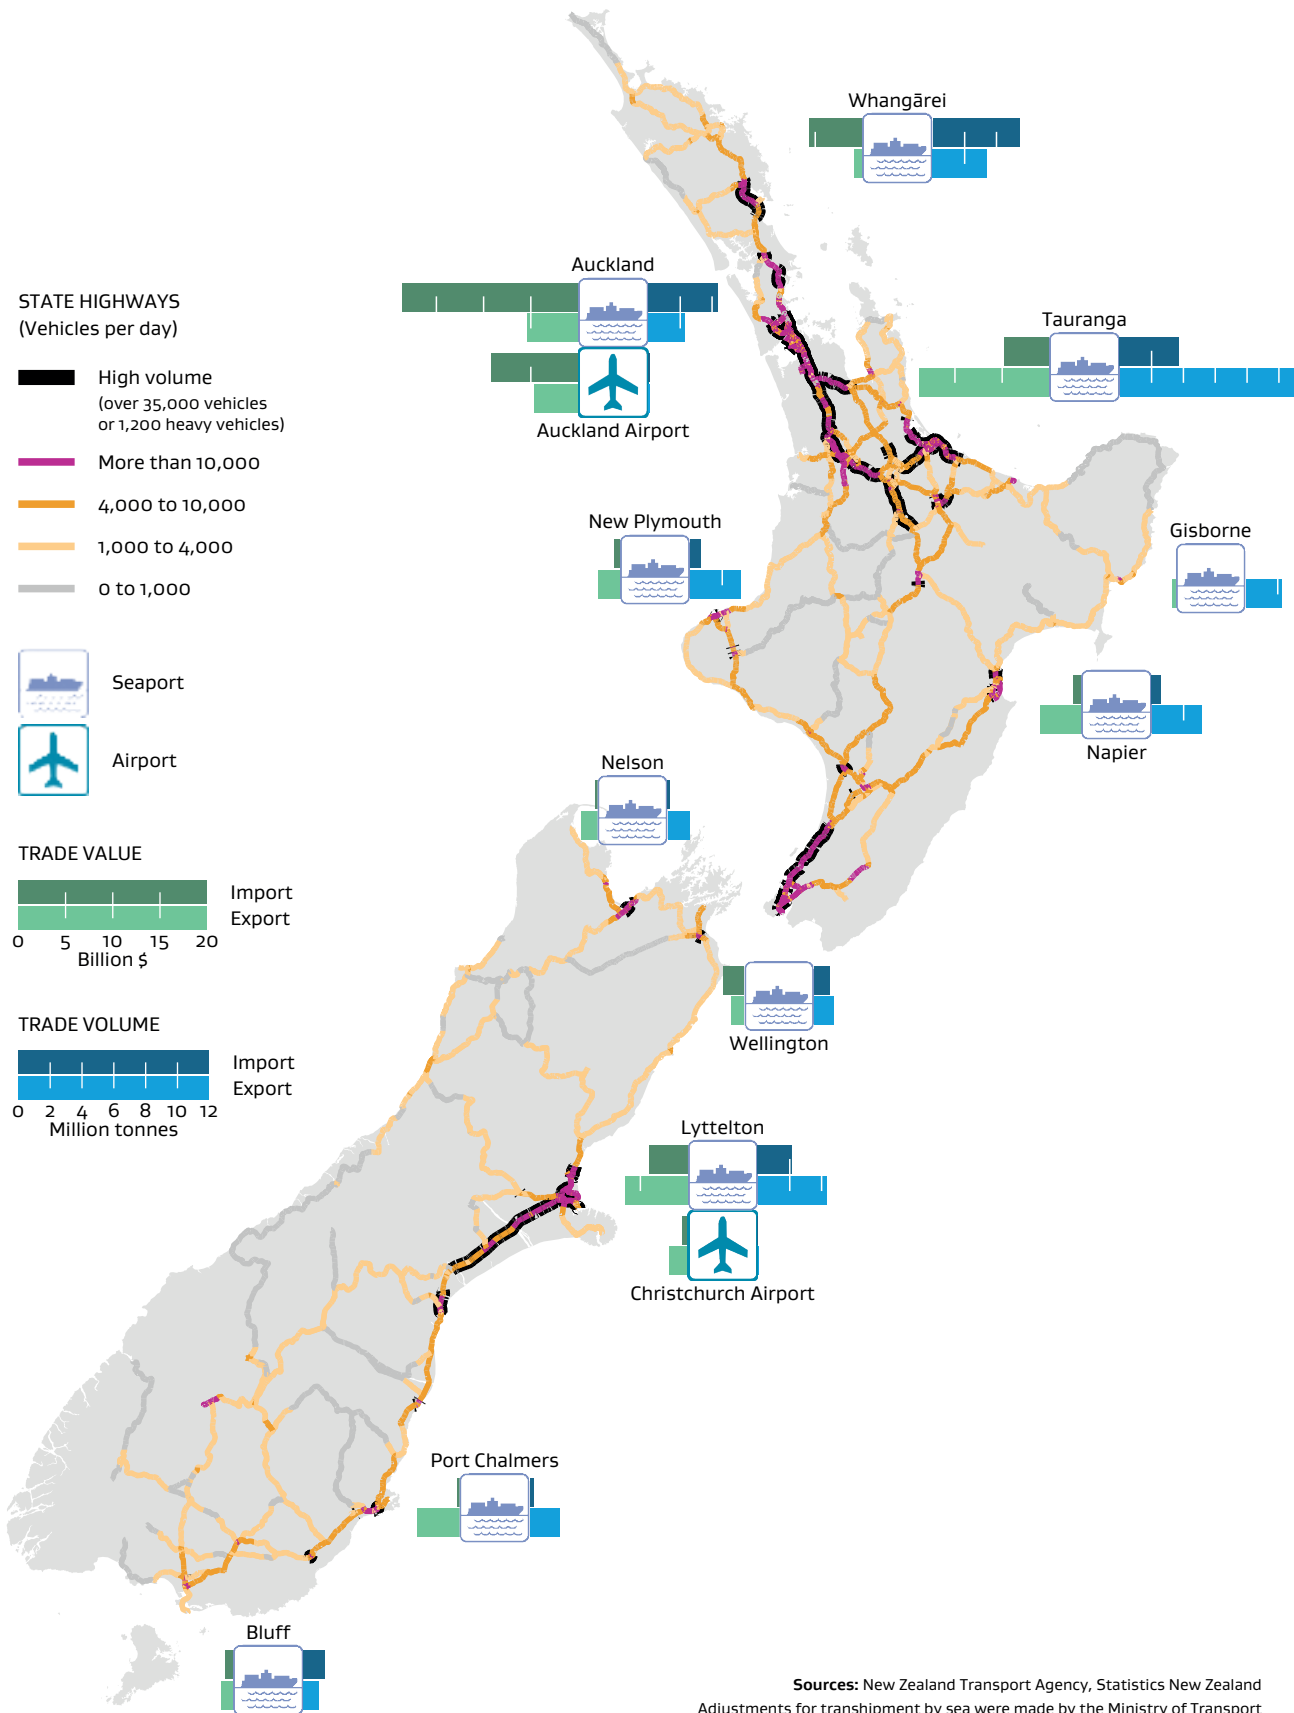 Whangārei
Auckland
STATE HIGHWAYS
(Vehicles per day)
Tauranga
High volume
(over 35,000 vehicles
or 1,200 heavy vehicles)
Auckland Airport
More than 10,000
4,000 to 10,000
New Plymouth
Gisborne
1,000 to 4,000
0 to 1,000
Seaport
Airport
Napier
Nelson
TRADE VALUE
Import
Export
0 5 10 15 20
Billion $
TRADE VOLUME
Wellington
Import
Export
0 2 4 6 8 10 12
Million tonnes
Lyttelton
Christchurch Airport
Port Chalmers
Bluff
Sources: New Zealand Transport Agency, Statistics New Zealand
Adjustments for transhipment by sea were made by the Ministry of Transport